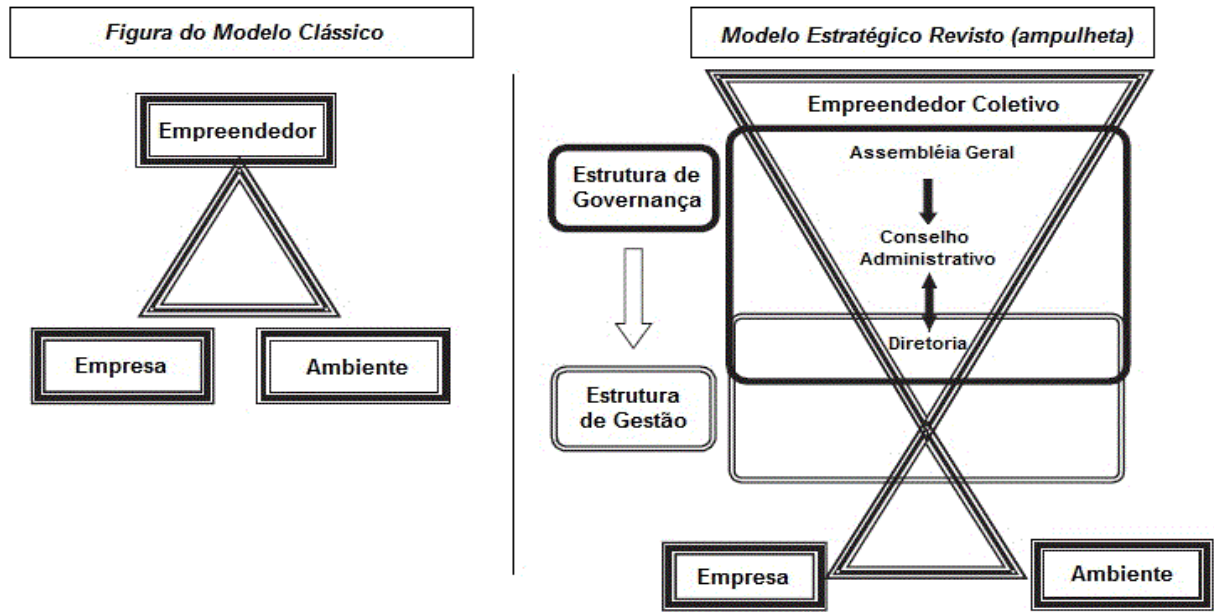 Figura do Modelo Clássico
Empreendedor
Empresa
Ambiente
Modelo Estratégico Revisto (ampulheta)
Empreendedor Coletivo
Assembléia Geral
Estrutura de
Governança
Conselho
Administrativo
Diretoria
Estrutura
de Gestão
Empresa
Ambiente